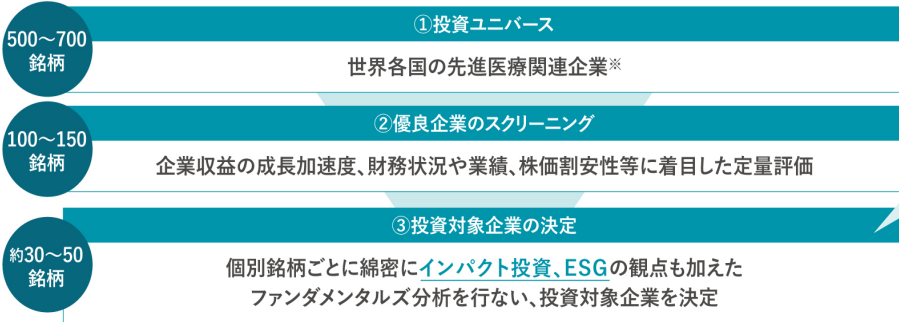 500〜700
銘柄
①投資ユニバース
世界各国の先進医療関連企業※
100〜150
銘柄
②優良企業のスクリーニング
企業収益の成長加速度、財務状況や業績、株価割安性等に着目した定量評価
約30〜50
銘柄
③投資対象企業の決定
個別銘柄ごとに綿密にインパクト投資、ESGの観点も加えた
ファンダメンタルズ分析を行ない、投資対象企業を決定